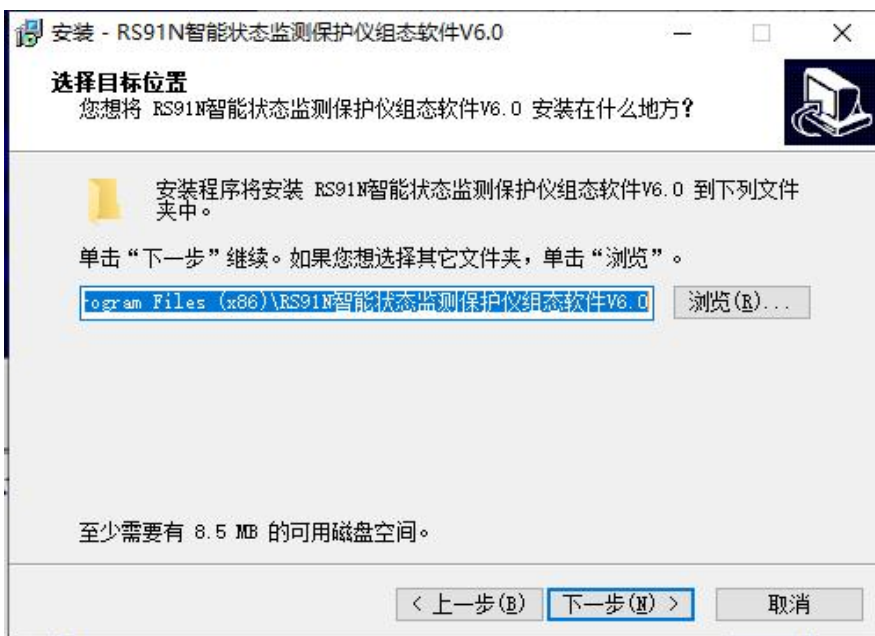 安装 - RS91N智能状态监测保护仪组态软件V6.0
选择目标位置
您想将 RS91N智能状态监测保护仪组态软件V6.0 安装在什么地方?
安装程序将安装 RS91N智能状态监测保护仪组态软件V6.0 到下列文件
夹中。
单击“下一步”继续。如果您想选择其它文件夹，单击“浏览”。
rogram Files (x86)\RS91N智能状态监测保护仪组态软件V6.0
浏览(R)...
至少需要有 8.5 MB 的可用磁盘空间。
< 上一步(B) 下一步(N) > 取消